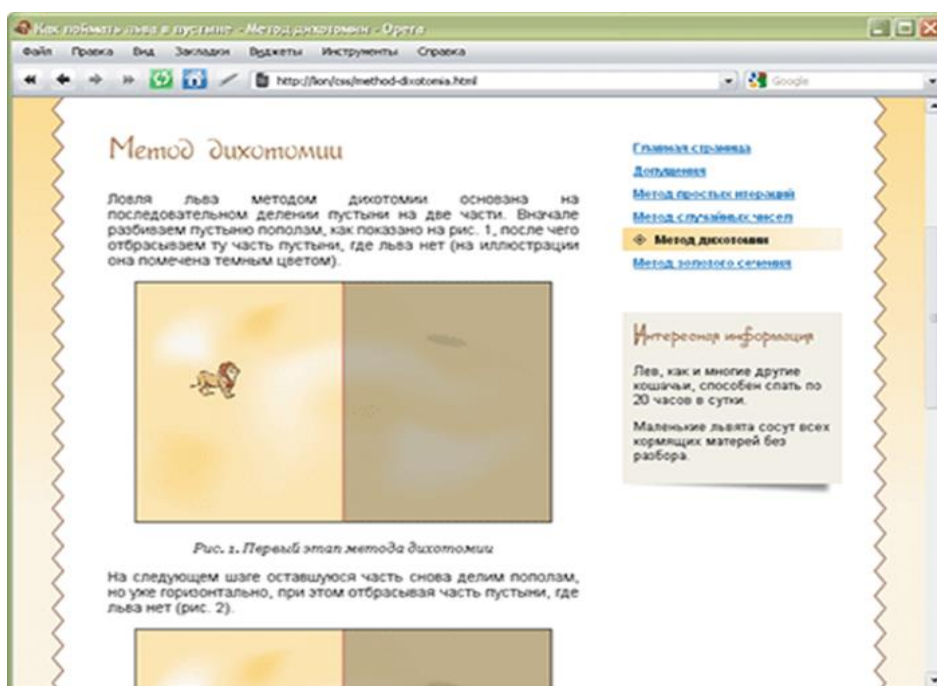 Как поймать льва в пустыне - Метод дихотомии - Opera
Файл Правка Вид Закладки Виджеты Инструменты Справка
http://lion/css/method-dixotomia.html
Google
Метод дихотомии
Ловля льва методом дихотомии основана на
последовательном делении пустыни на две части. Вначале
разбиваем пустыню пополам, как показано на рис. 1, после чего
отбрасываем ту часть пустыни, где льва нет (на иллюстрации
она помечена темным цветом).
Рис. 1. Первый этап метода дихотомии
На следующем шаге оставшуюся часть снова делим пополам,
но уже горизонтально, при этом отбрасывая часть пустыни, где
льва нет (рис. 2).
Главная страница
Допущения
Метод простых итераций
Метод случайных чисел
Метод дихотомии
Метод золотого сечения
Интересная информация
Лев, как и многие другие
кошачьи, способен спать по
20 часов в сутки.
Маленькие львята сосут всех
кормящих матерей без
разбора.